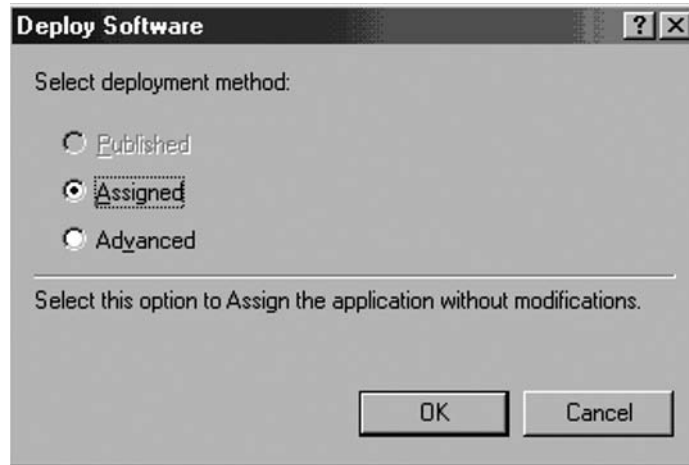 Deploy Software
Select deployment method:
Published
Assigned
Advanced
Select this option to Assign the application without modifications.
OK
Cancel